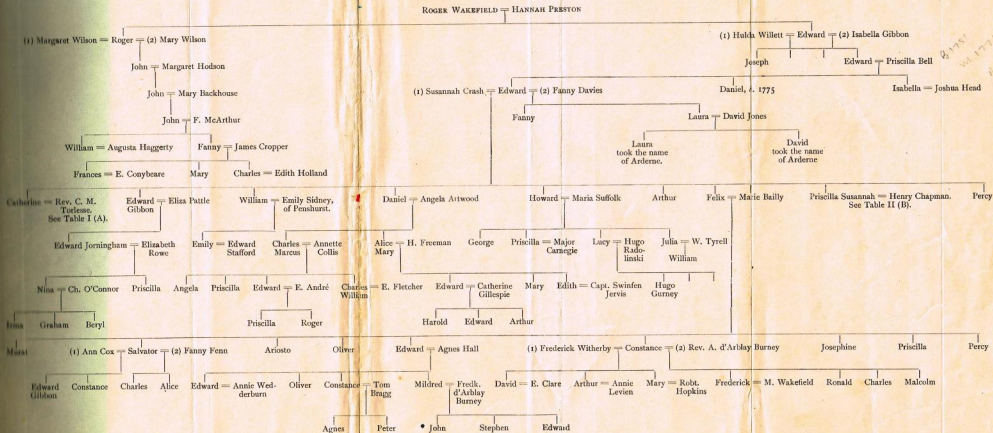 ROGER WAKEFIELD = HANNAH PRESTON
(1) Margaret Wilson = Roger = (2) Mary Wilson
(1) Hulda Willett = Edward = (2) Isabella Gibbon
John = Margaret Hodson
Joseph
Edward = Priscilla Bell
John = Mary Backhouse
(1) Susannah Crash = Edward = (2) Fanny Davies
Daniel, b. 1775
Isabella = Joshua Head
John = F. McArthur
Fanny
Laura = David Jones
William = Augusta Haggerty
Fanny = James Cropper
Laura
took the name
of Arderne.
David
took the name
of Arderne
Frances = E. Conybeare
Mary
Charles = Edith Holland
Catherine = Rev. C. M.
Torlesse.
See Table I (A).
Edward = Eliza Pattle
Gibbon
William = Emily Sidney,
of Penshurst.
Daniel = Angela Attwood
Howard = Maria Suffolk
Arthur
Felix = Marie Bailly
Priscilla Susannah = Henry Chapman.
See Table II (B).
Percy
Edward Jorningham = Elizabeth
Rowe
Emily = Edward
Stafford
Charles = Annette
Marcus Collis
Alice = H. Freeman
Mary
George
Priscilla = Major
Carnegie
Lucy = Hugo
Rado-
linski
Julia = W. Tyrell
William
Nina = Ch. O'Connor
Priscilla
Angela
Priscilla
Edward = E. André
Charles = E. Fletcher
William
Edward = Catherine
Gillespie
Mary
Edith = Capt. Swinfen
Jervis
Hugo
Gurney
Graham
Beryl
Priscilla
Roger
Harold
Edward
Arthur
Murat
(1) Ann Cox = Salvator = (2) Fanny Fenn
Ariosto
Oliver
Edward = Agnes Hall
(1) Frederick Witherby = Constance = (2) Rev. A. d'Arblay Burney
Josephine
Priscilla
Percy
Edward
Gibbon
Constance
Charles
Alice
Edward = Annie Wed-
derburn
Oliver
Constance = Tom
Bragg
Mildred = Fredk.
d'Arblay
Burney
David = E. Clare
Arthur = Annie
Levien
Mary = Robt.
Hopkins
Frederick = M. Wakefield
Ronald
Charles
Malcolm
Agnes
Peter
John
Stephen
Edward